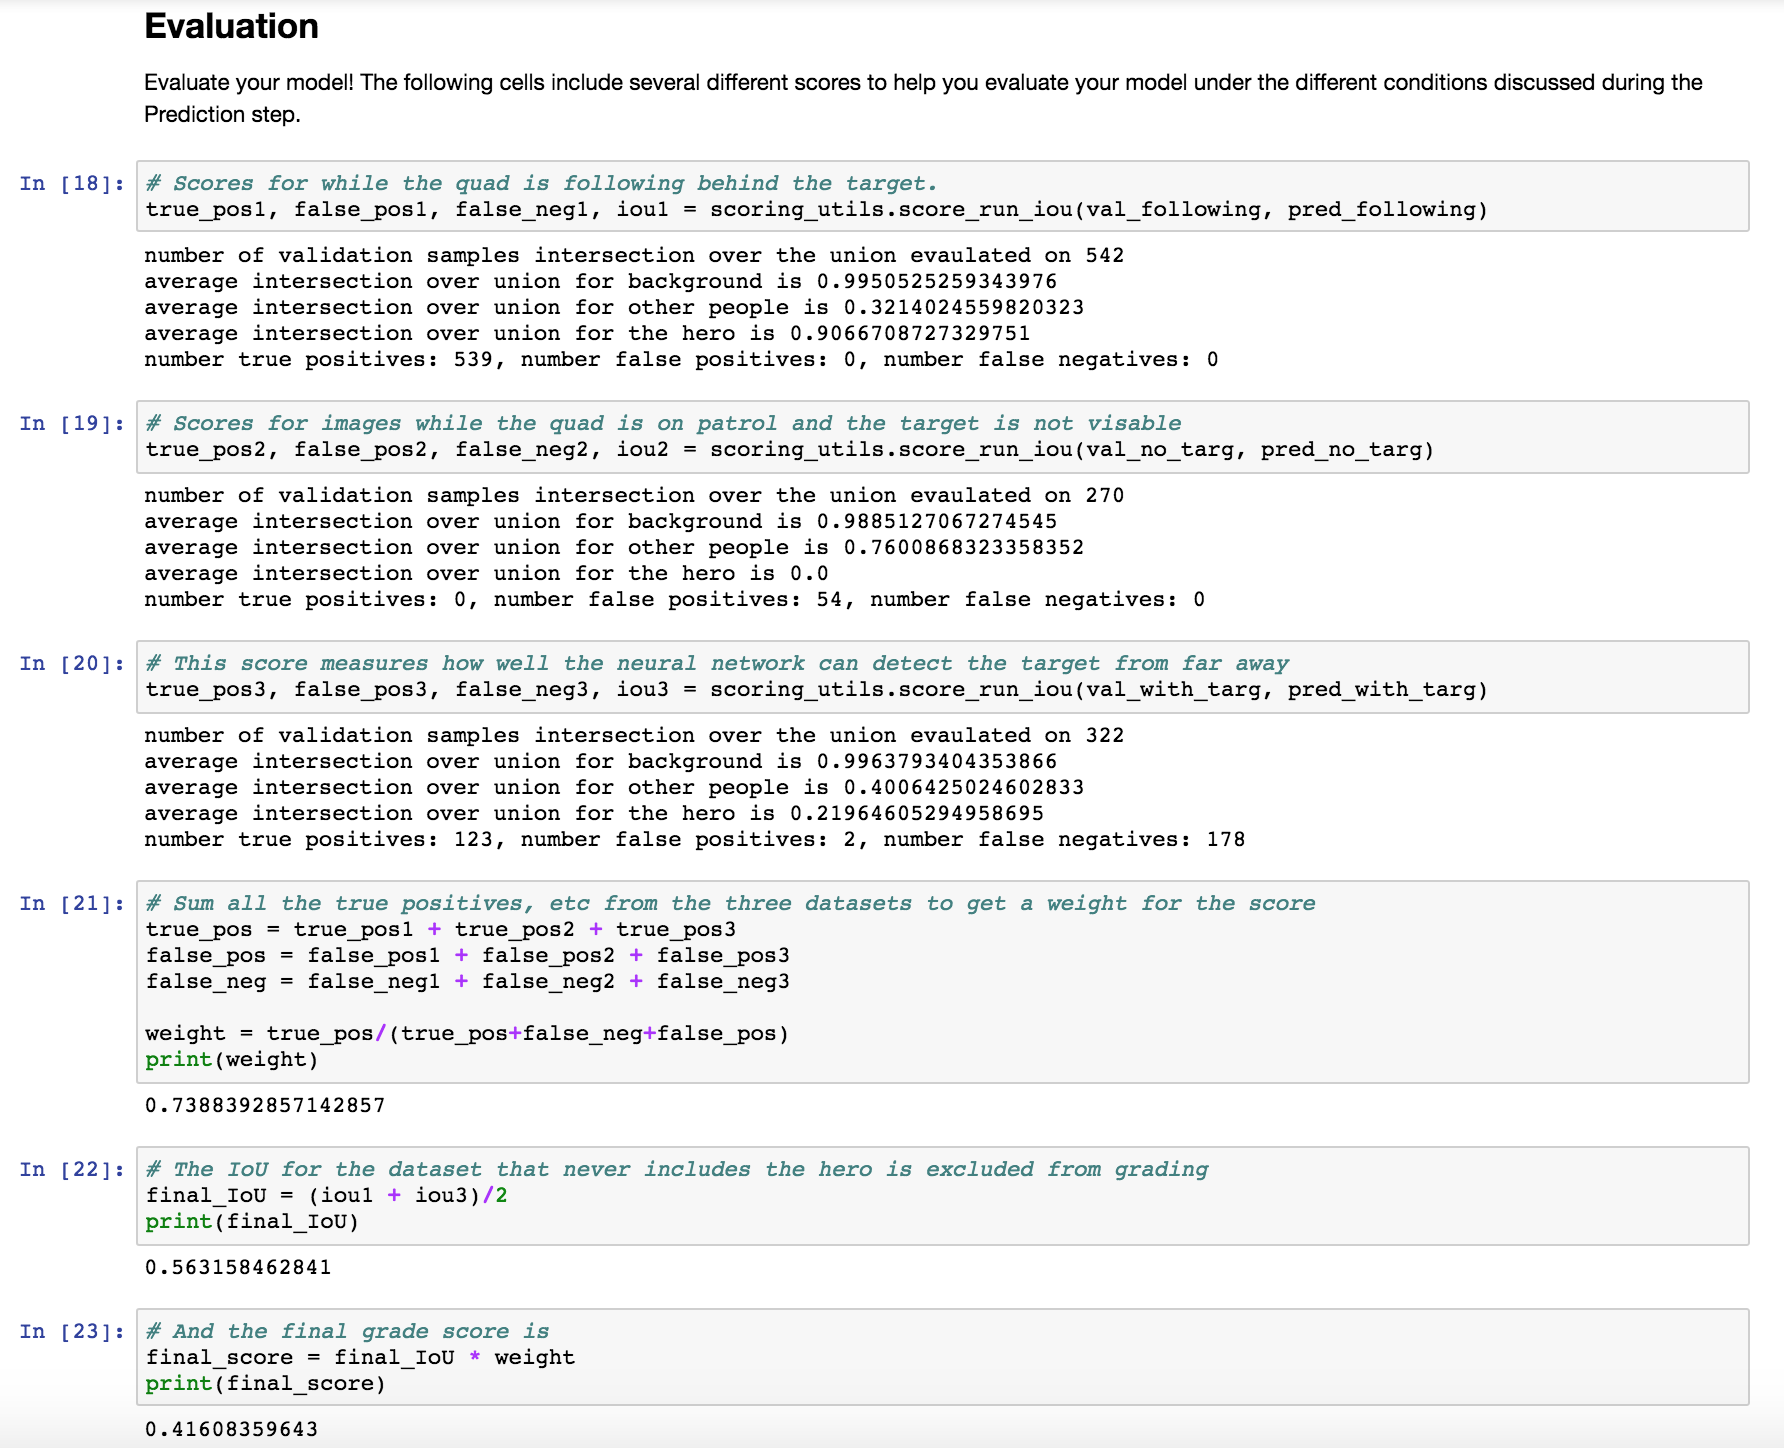 Evaluation
Evaluate your model! The following cells include several different scores to help you evaluate your model under the different conditions discussed during the
Prediction step.
In [18]: # Scores for while the quad is following behind the target.
true_pos1, false_pos1, false_neg1, iou1 = scoring_utils.score_run_iou(val_following, pred_following)
number of validation samples intersection over the union evaulated on 542
average intersection over union for background is 0.9950525259343976
average intersection over union for other people is 0.3214024559820323
average intersection over union for the hero is 0.9066708727329751
number true positives: 539, number false positives: 0, number false negatives: 0
In [19]: # Scores for images while the quad is on patrol and the target is not visable
true_pos2, false_pos2, false_neg2, iou2 = scoring_utils.score_run_iou(val_no_targ, pred_no_targ)
number of validation samples intersection over the union evaulated on 270
average intersection over union for background is 0.9885127067274545
average intersection over union for other people is 0.7600868323358352
average intersection over union for the hero is 0.0
number true positives: 0, number false positives: 54, number false negatives: 0
In [20]: # This score measures how well the neural network can detect the target from far away
true_pos3, false_pos3, false_neg3, iou3 = scoring_utils.score_run_iou(val_with_targ, pred_with_targ)
number of validation samples intersection over the union evaulated on 322
average intersection over union for background is 0.9963793404353866
average intersection over union for other people is 0.4006425024602833
average intersection over union for the hero is 0.21964605294958695
number true positives: 123, number false positives: 2, number false negatives: 178
In [21]: # Sum all the true positives, etc from the three datasets to get a weight for the score
true_pos = true_pos1 + true_pos2 + true_pos3
false_pos = false_pos1 + false_pos2 + false_pos3
false_neg = false_neg1 + false_neg2 + false_neg3
weight = true_pos/(true_pos+false_neg+false_pos)
print(weight)
0.7388392857142857
In [22]: # The IoU for the dataset that never includes the hero is excluded from grading
final_IoU = (iou1 + iou3)/2
print(final_IoU)
0.563158462841
In [23]: # And the final grade score is
final_score = final_IoU * weight
print(final_score)
0.41608359643